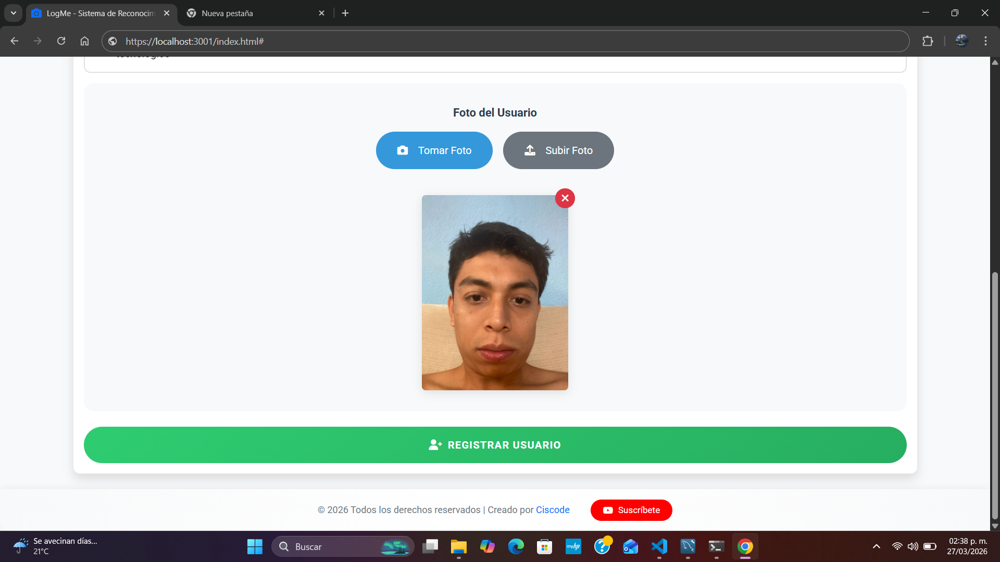 LogMe - Sistema de Reconocim
Nueva pestaña
https://localhost:3001/index.html#
tecnológico
Foto del Usuario
Tomar Foto
Subir Foto
REGISTRAR USUARIO
© 2026 Todos los derechos reservados | Creado por Ciscode
Suscríbete
Se avecinan días...
21°C
Buscar
myhp
02:38 p. m.
27/03/2026